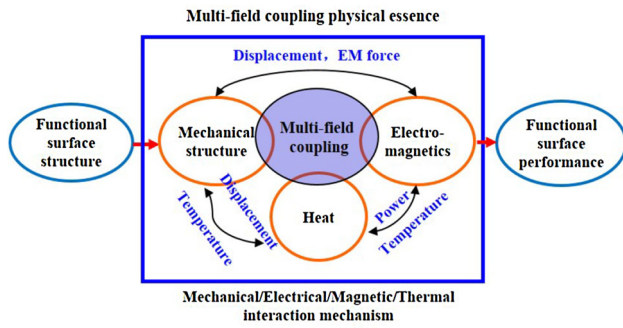 Multi-field coupling physical essence
Displacement，EM force
Functional
surface
structure
Mechanical
structure
Multi-field
coupling
Electro-
magnetics
Functional
surface
performance
Displacement
Temperature
Heat
Power
Temperature
Mechanical/Electrical/Magnetic/Thermal
interaction mechanism